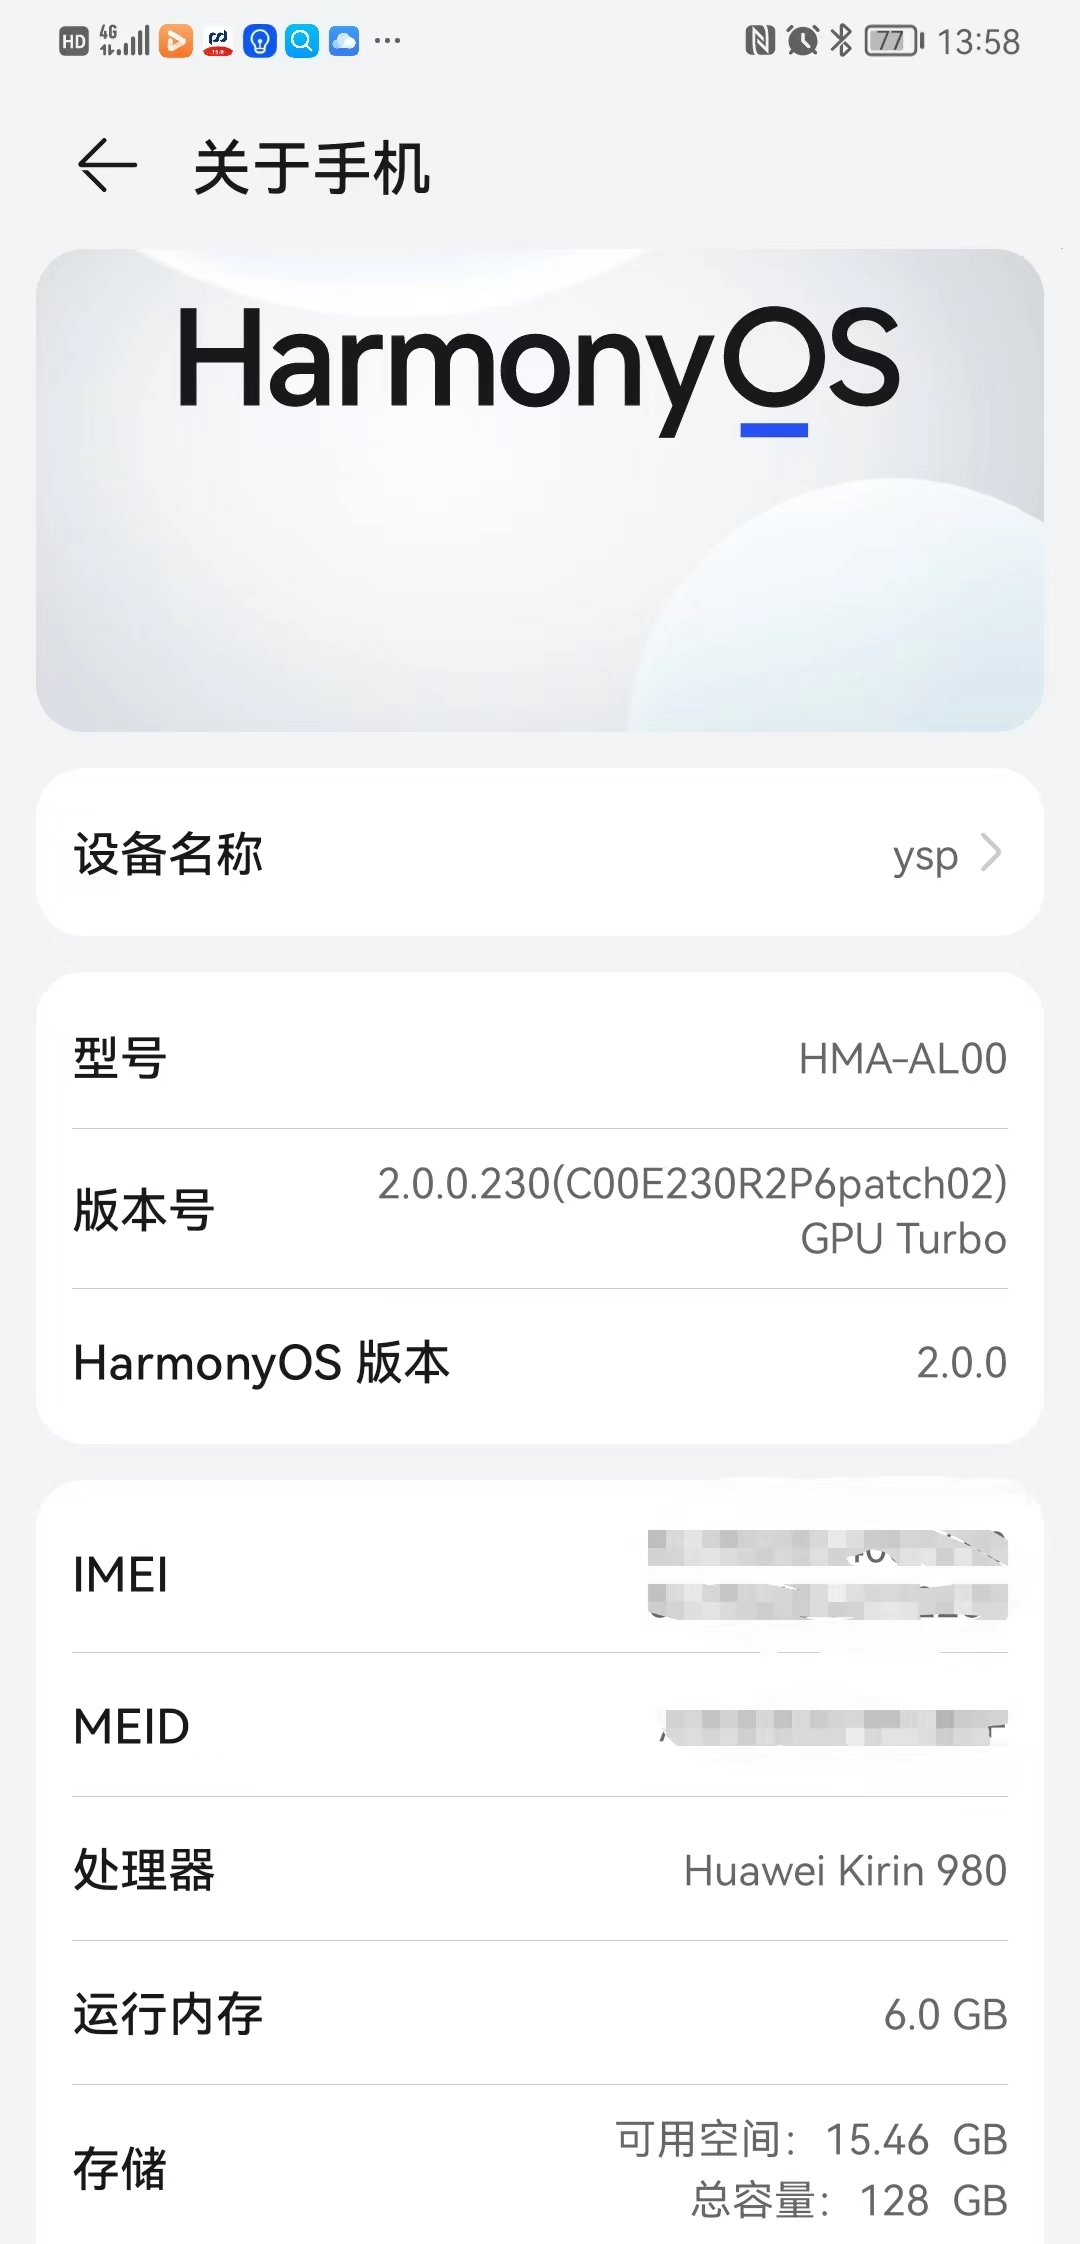 HD 4G 77 13:58
关于手机
HarmonyOS
设备名称 ysp
型号 HMA-AL00
版本号 2.0.0.230(C00E230R2P6patch02)
GPU Turbo
HarmonyOS 版本 2.0.0
IMEI
MEID
处理器 Huawei Kirin 980
运行内存 6.0 GB
存储 可用空间：15.46 GB
总容量：128 GB